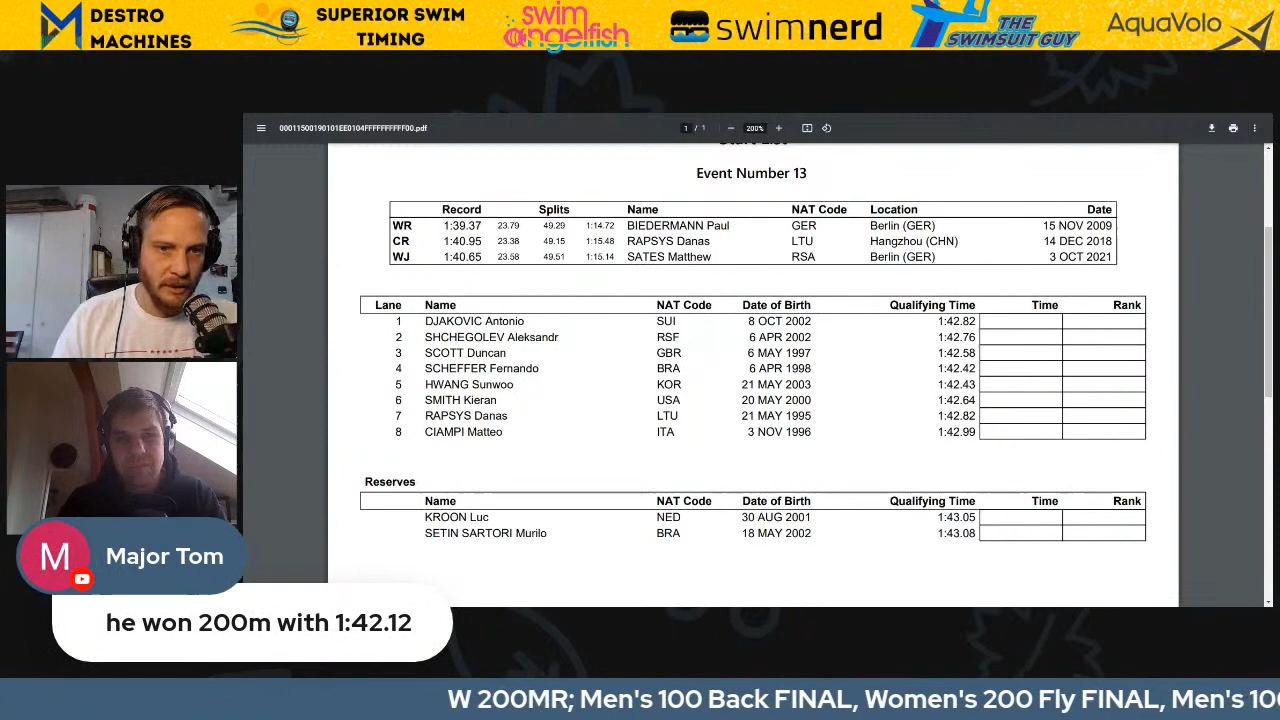 DESTRO
MACHINES
SUPERIOR SWIM
TIMING
swim
angelfish
swimnerd
THE
SWIMSUIT GUY
AquaVolo
00011500190101EE0104FFFFFFFFFF00.pdf
1 / 1
200%
Start List
Event Number 13
Record Splits Name NAT Code Location Date
WR 1:39.37 23.79 49.29 1:14.72 BIEDERMANN Paul GER Berlin (GER) 15 NOV 2009
CR 1:40.95 23.38 49.15 1:15.48 RAPSYS Danas LTU Hangzhou (CHN) 14 DEC 2018
WJ 1:40.65 23.58 49.51 1:15.14 SATES Matthew RSA Berlin (GER) 3 OCT 2021
Lane Name NAT Code Date of Birth Qualifying Time Time Rank
1 DJAKOVIC Antonio SUI 8 OCT 2002 1:42.82
2 SHCHEGOLEV Aleksandr RSF 6 APR 2002 1:42.76
3 SCOTT Duncan GBR 6 MAY 1997 1:42.58
4 SCHEFFER Fernando BRA 6 APR 1998 1:42.42
5 HWANG Sunwoo KOR 21 MAY 2003 1:42.43
6 SMITH Kieran USA 20 MAY 2000 1:42.64
7 RAPSYS Danas LTU 21 MAY 1995 1:42.82
8 CIAMPI Matteo ITA 3 NOV 1996 1:42.99
Reserves
Name NAT Code Date of Birth Qualifying Time Time Rank
KROON Luc NED 30 AUG 2001 1:43.05
SETIN SARTORI Murilo BRA 18 MAY 2002 1:43.08
M
Major Tom
he won 200m with 1:42.12
W 200MR; Men's 100 Back FINAL, Women's 200 Fly FINAL, Men's 100